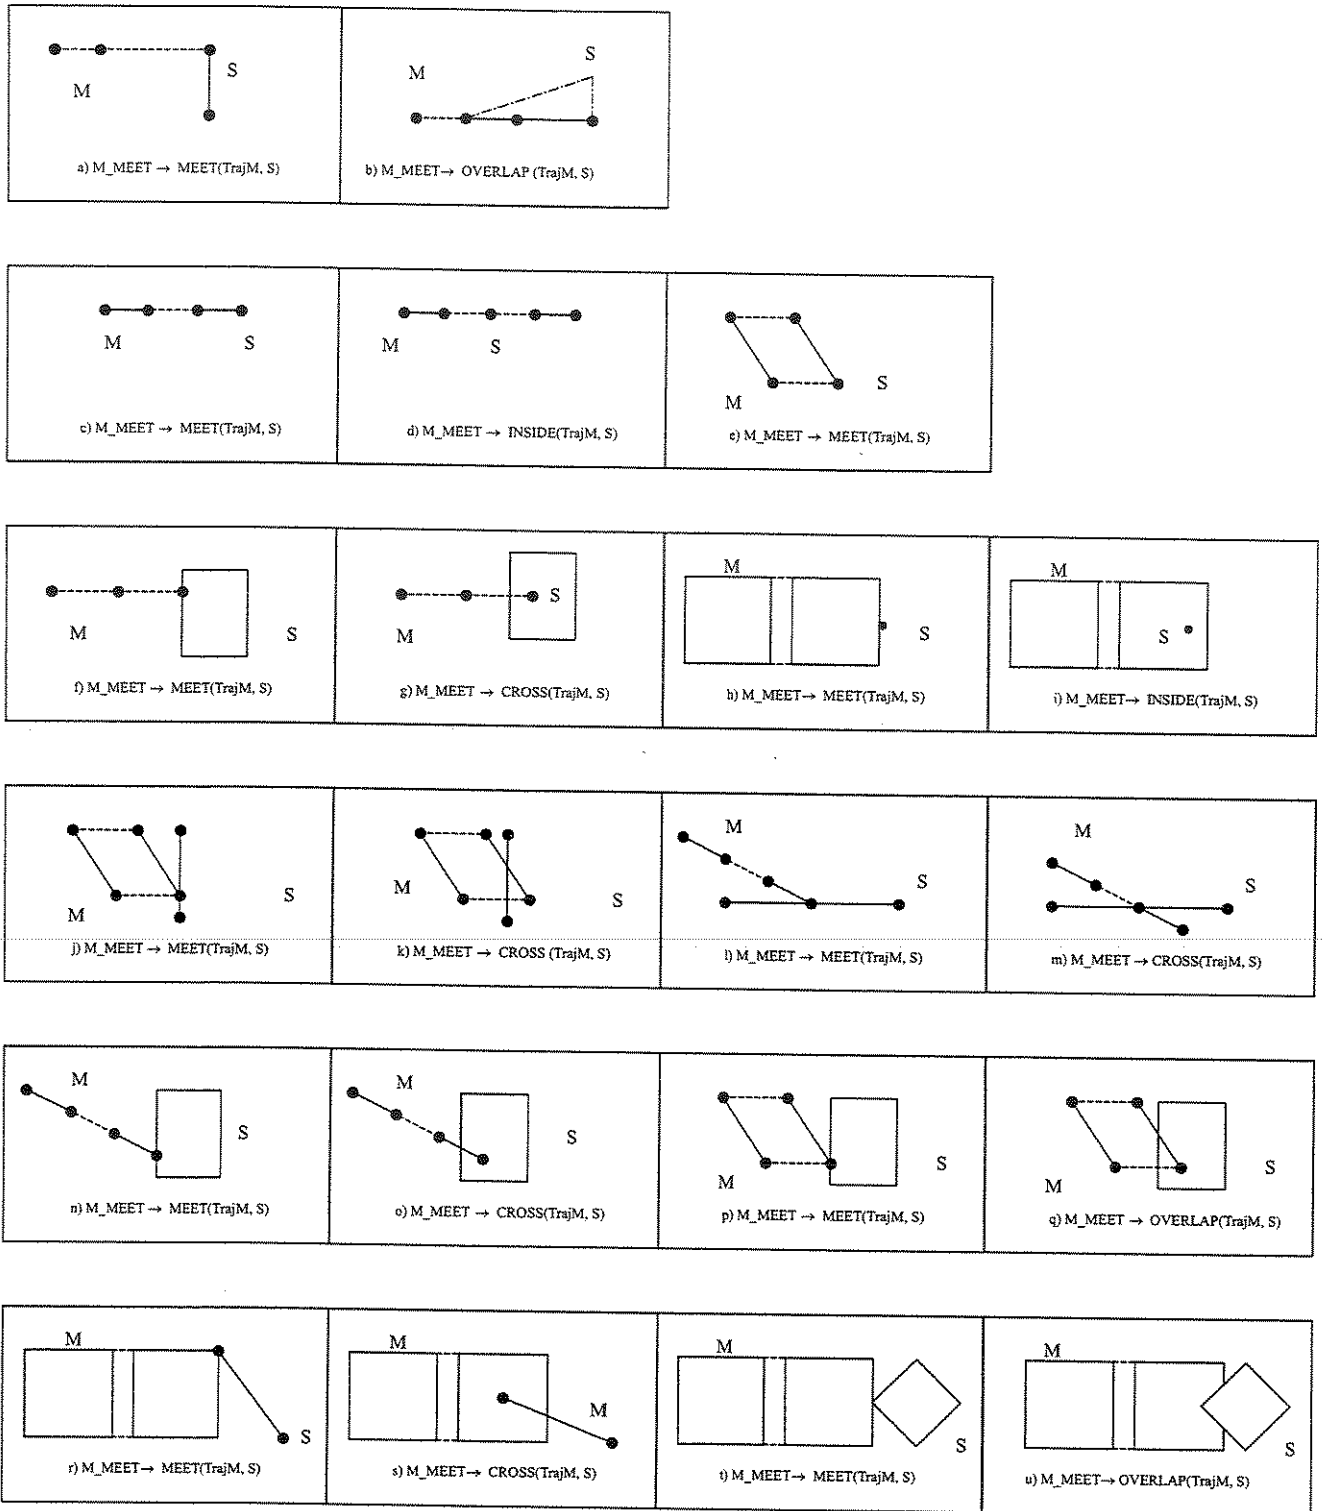 S
M
a) M_MEET → MEET(TrajM, S)
S
M
b) M_MEET→ OVERLAP (TrajM, S)
M
S
c) M_MEET → MEET(TrajM, S)
M
S
d) M_MEET → INSIDE(TrajM, S)
S
M
e) M_MEET → MEET(TrajM, S)
M
S
f) M_MEET → MEET(TrajM, S)
S
M
g) M_MEET → CROSS(TrajM, S)
M
S
h) M_MEET→ MEET(TrajM, S)
M
S
i) M_MEET→ INSIDE(TrajM, S)
S
M
j) M_MEET → MEET(TrajM, S)
M
S
k) M_MEET → CROSS (TrajM, S)
M
S
l) M_MEET → MEET(TrajM, S)
M
S
m) M_MEET →CROSS(TrajM, S)
M
S
n) M_MEET → MEET(TrajM, S)
M
S
o) M_MEET → CROSS(TrajM, S)
S
M
p) M_MEET → MEET(TrajM, S)
S
M
q) M_MEET → OVERLAP(TrajM, S)
M
S
r) M_MEET→ MEET(TrajM, S)
M
M
s) M_MEET→ CROSS(TrajM, S)
M
S
t) M_MEET→ MEET(TrajM, S)
M
S
u) M_MEET→OVERLAP(TrajM, S)